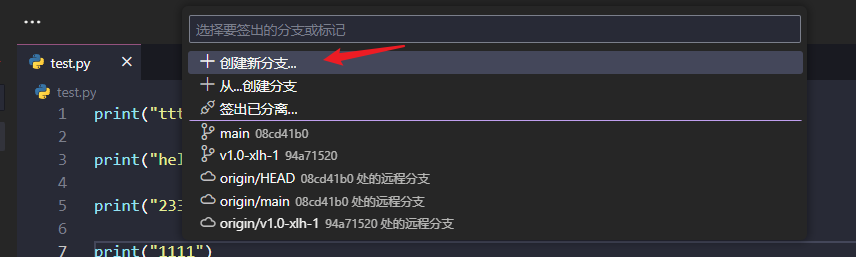 ...
选择要签出的分支或标记
test.py
创建新分支...
从...创建分支
签出已分离...
main 08cd41b0
v1.0-xlh-1 94a71520
origin/HEAD 08cd41b0 处的远程分支
origin/main 08cd41b0 处的远程分支
origin/v1.0-xlh-1 94a71520 处的远程分支
test.py
1 print("ttt
2
3 print("hel
4
5 print("233
6
7 print("1111")